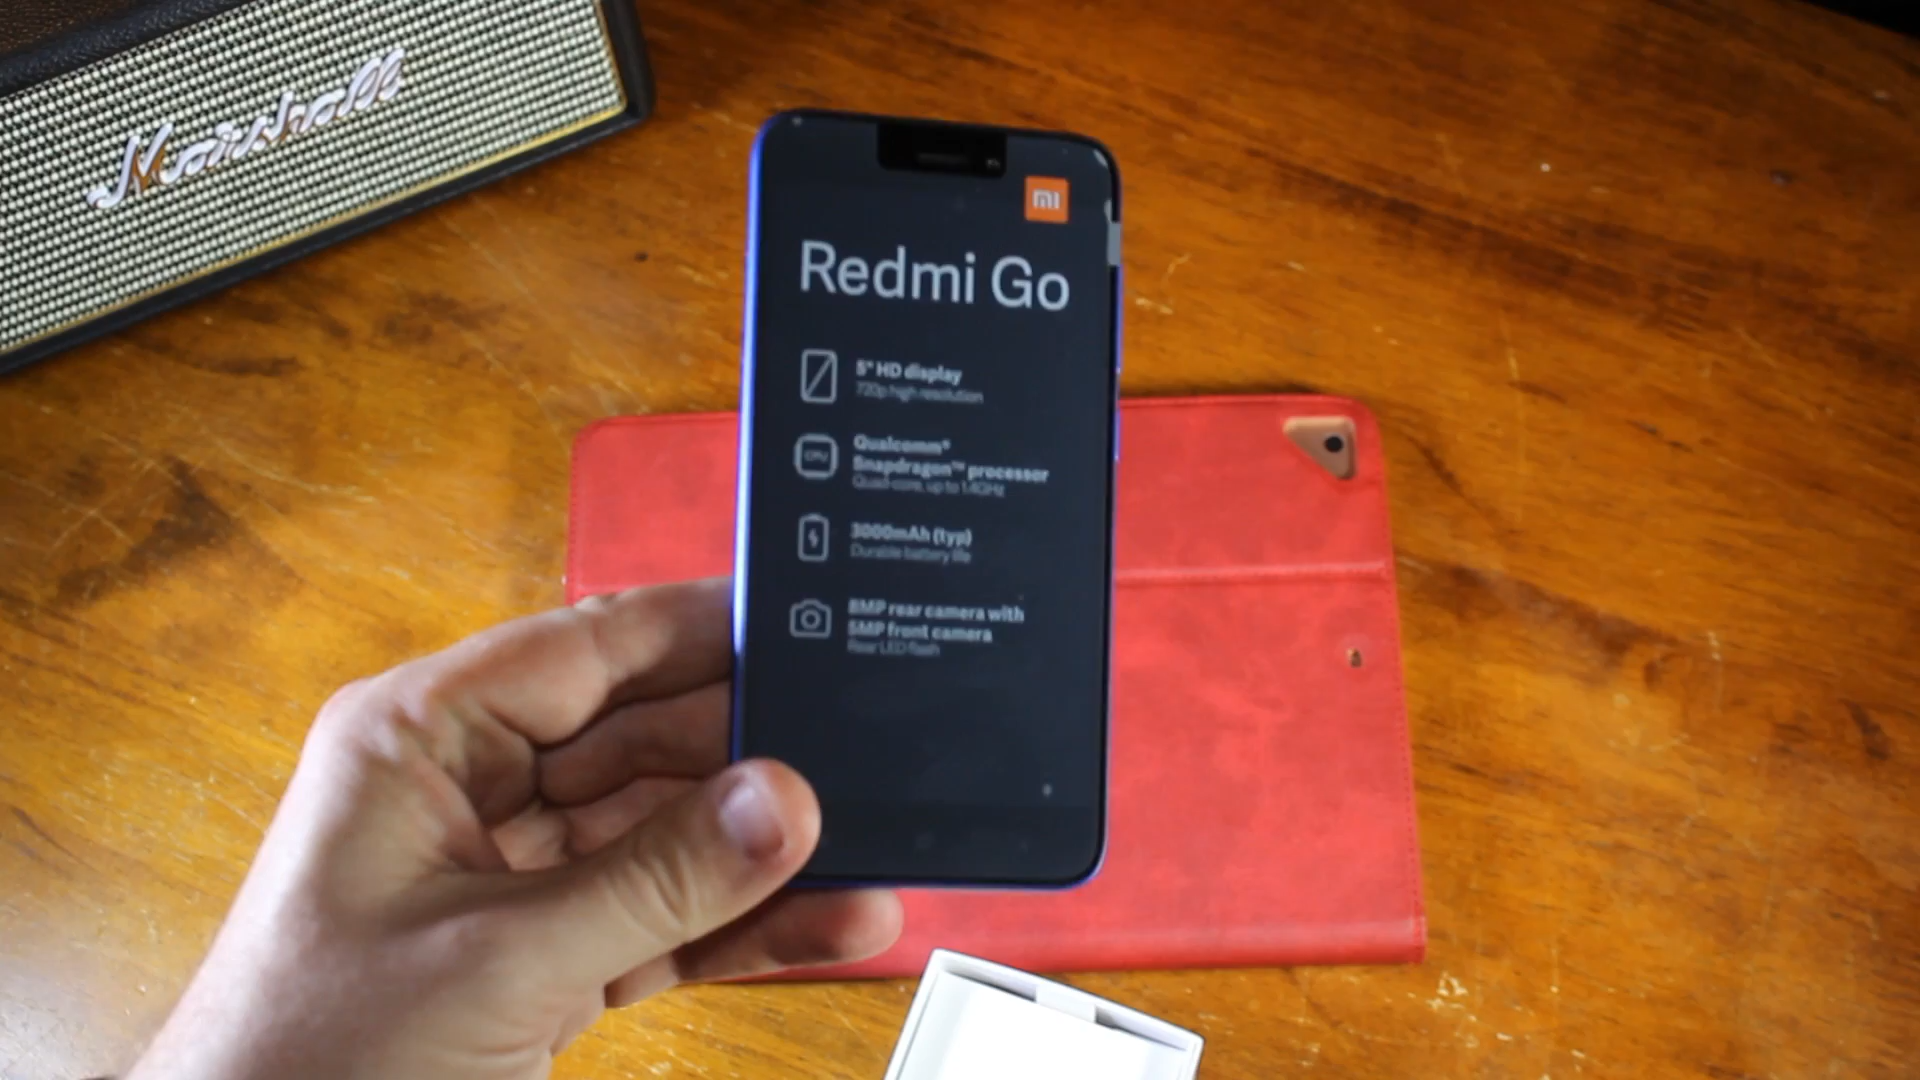 Marshall
mi
Redmi Go
5" HD display
720p high resolution
CPU
Qualcomm®
Snapdragon™ processor
Quad-core, up to 1.4GHz
3000mAh (typ)
Durable battery life
8MP rear camera with
5MP front camera
Rear LED flash